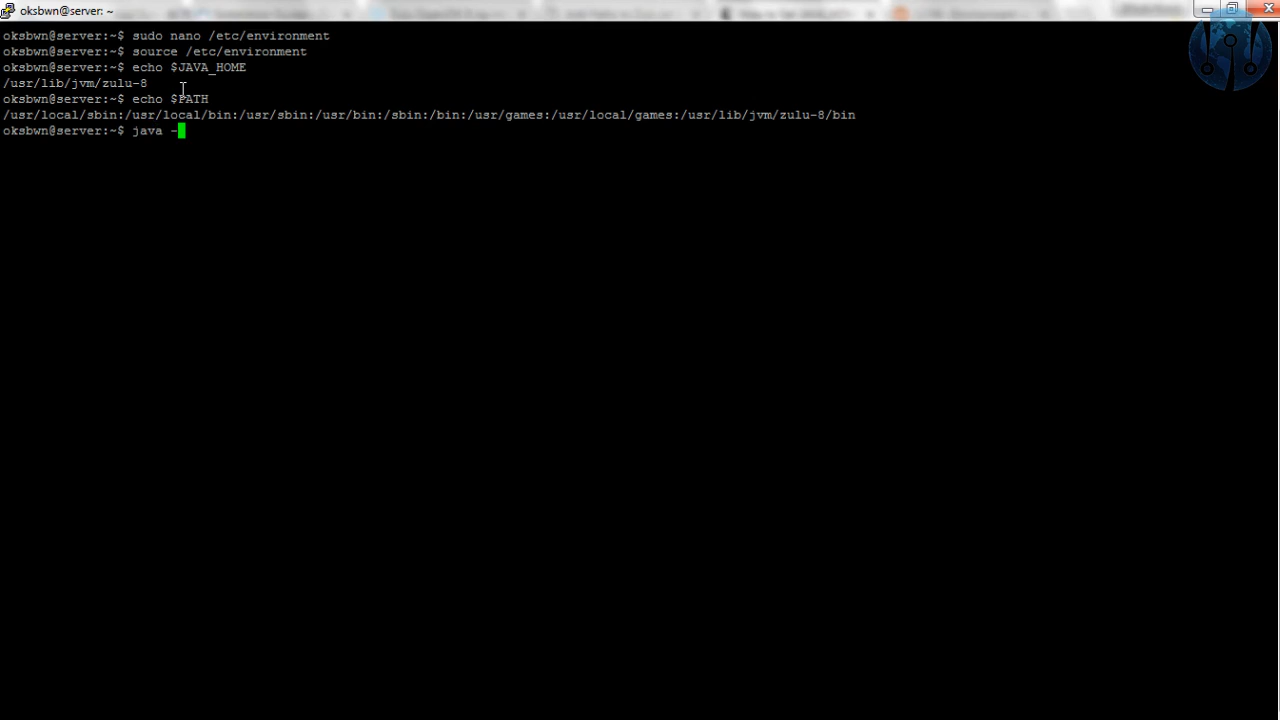 oksbwn@server: ~
oksbwn@server:~$ sudo nano /etc/environment
oksbwn@server:~$ source /etc/environment
oksbwn@server:~$ echo $JAVA_HOME
/usr/lib/jvm/zulu-8
oksbwn@server:~$ echo $PATH
/usr/local/sbin:/usr/local/bin:/usr/sbin:/usr/bin:/sbin:/bin:/usr/games:/usr/local/games:/usr/lib/jvm/zulu-8/bin
oksbwn@server:~$ java -